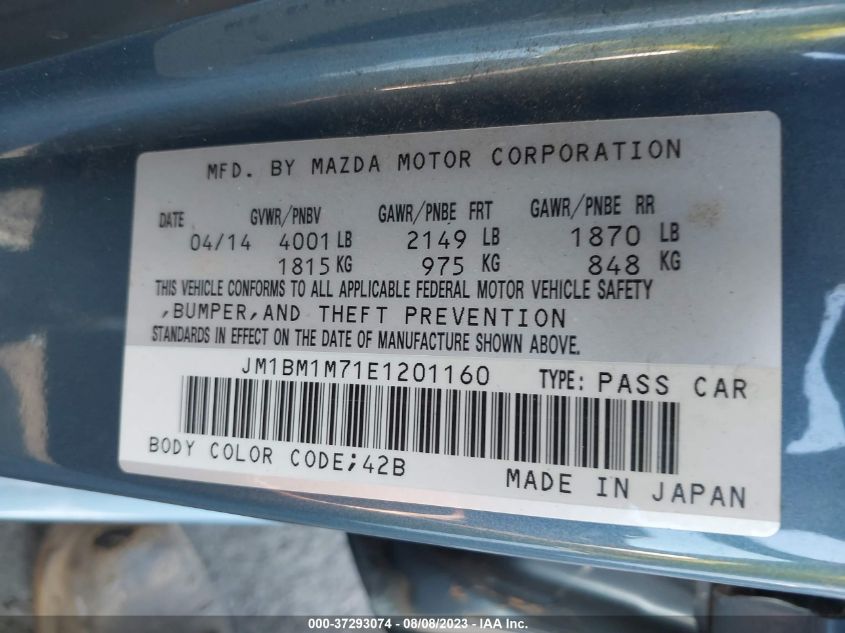 MFD. BY MAZDA MOTOR CORPORATION
DATE GVWR/PNBV GAWR/PNBE FRT GAWR/PNBE RR
04/14 4001 LB 2149 LB 1870 LB
1815 KG 975 KG 848 KG
THIS VEHICLE CONFORMS TO ALL APPLICABLE FEDERAL MOTOR VEHICLE SAFETY
,BUMPER,AND THEFT PREVENTION
STANDARDS IN EFFECT ON THE DATE OF MANUFACTURE SHOWN ABOVE.
JM1BM1M71E1201160 TYPE: PASS CAR
BODY COLOR CODE;42B
MADE IN JAPAN
000-37293074 - 08/08/2023 - IAA Inc.